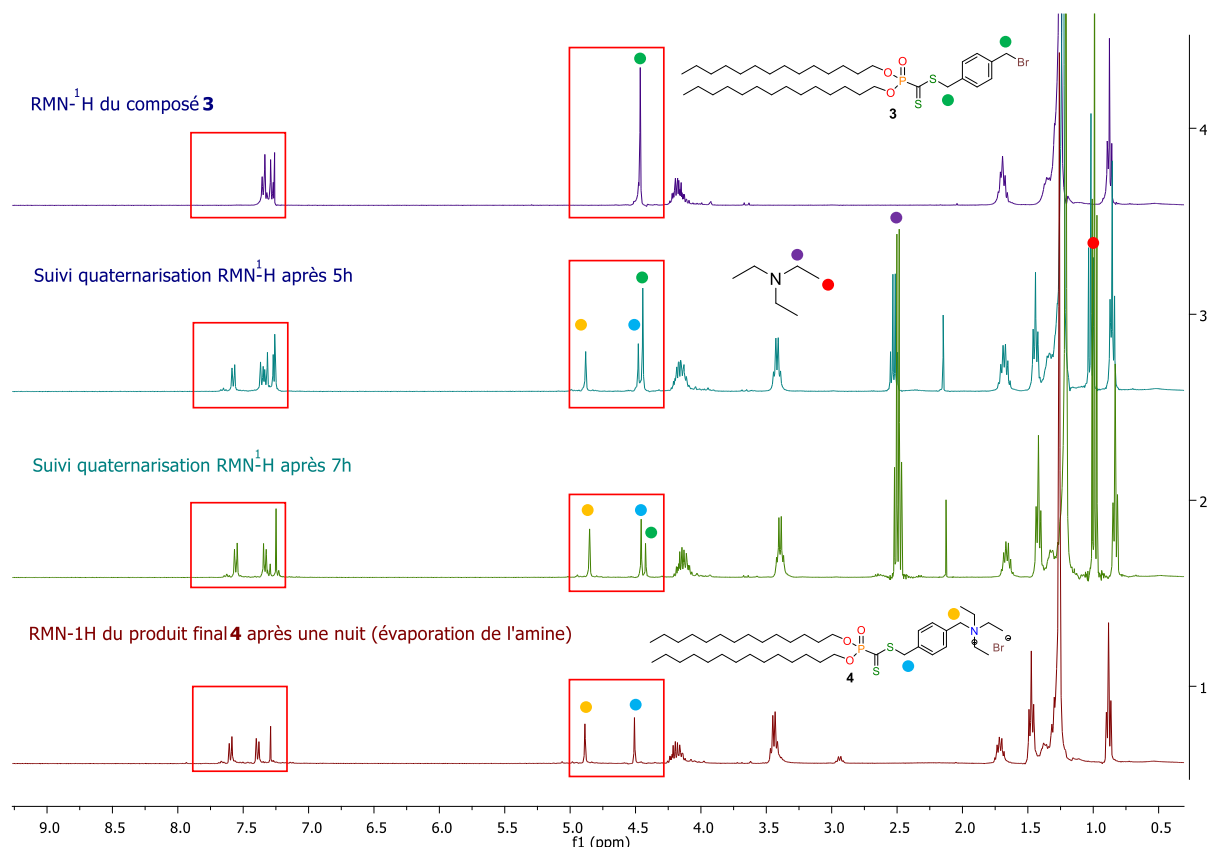 RMN-1H du composé 3
O
O
P
O
S
S
Br
3
4
Suivi quaternarisation RMN-1H après 5h
N
3
Suivi quaternarisation RMN-1H après 7h
2
RMN-1H du produit final 4 après une nuit (évaporation de l'amine)
O
O
P
O
S
S
N
⊕
⊖
Br
4
1
9.0 8.5 8.0 7.5 7.0 6.5 6.0 5.5 5.0 4.5 4.0 3.5 3.0 2.5 2.0 1.5 1.0 0.5
f1 (ppm)